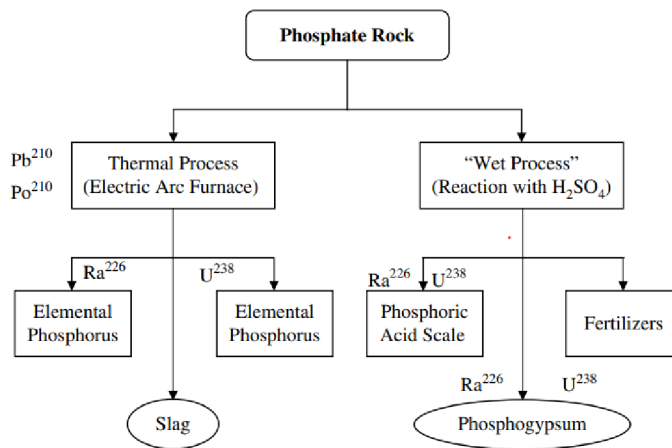 Phosphate Rock
Pb²¹⁰
Po²¹⁰
Thermal Process
(Electric Arc Furnace)
“Wet Process”
(Reaction with H₂SO₄)
Ra²²⁶
U²³⁸
Ra²²⁶
U²³⁸
Elemental
Phosphorus
Elemental
Phosphorus
Phosphoric
Acid Scale
Fertilizers
Ra²²⁶
U²³⁸
Slag
Phosphogypsum